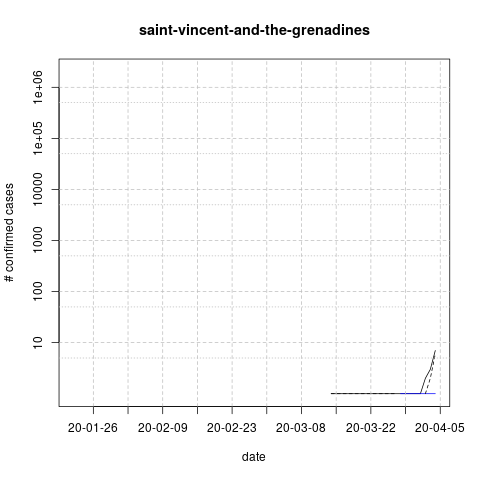 saint-vincent-and-the-grenadines
1e+06
1e+05
10000
1000
100
10
# confirmed cases
20-01-26 20-02-09 20-02-23 20-03-08 20-03-22 20-04-05
date